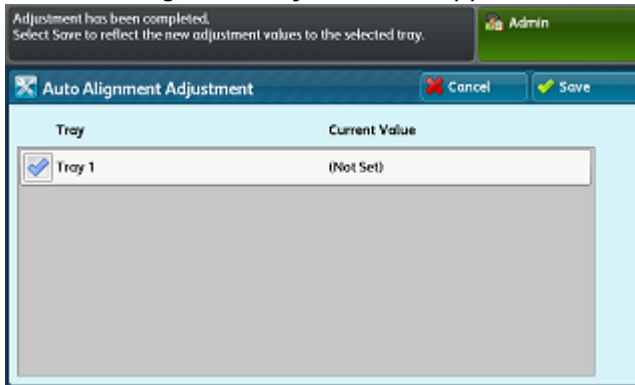 Adjustment has been completed.
Select Save to reflect the new adjustment values to the selected tray.
Admin
Auto Alignment Adjustment
Cancel
Save
Tray
Current Value
Tray 1
(Not Set)